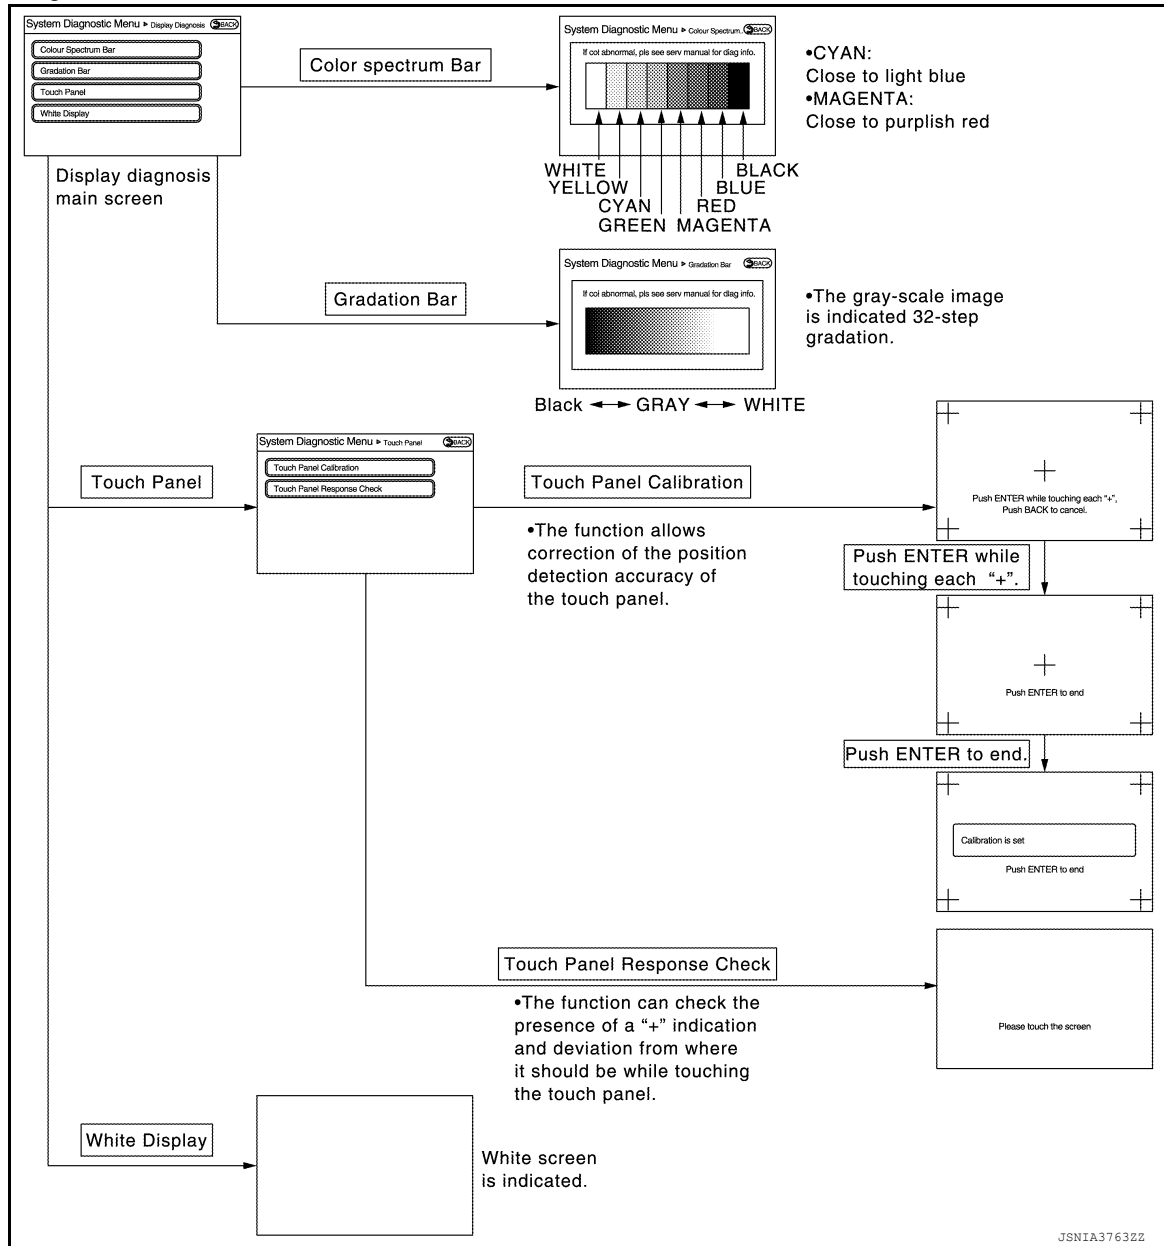 System Diagnostic Menu ▶ Display Diagnosis BACK
Colour Spectrum Bar
Gradation Bar
Touch Panel
White Display
Display diagnosis
main screen
Color spectrum Bar
System Diagnostic Menu ▶ Colour Spectrum.. BACK
If col abnormal, pls see serv manual for diag info.
WHITE
YELLOW
CYAN
GREEN
MAGENTA
RED
BLUE
BLACK
•CYAN:
Close to light blue
•MAGENTA:
Close to purplish red
Gradation Bar
System Diagnostic Menu ▶ Gradation Bar BACK
If col abnormal, pls see serv manual for diag info.
Black GRAY WHITE
•The gray-scale image
is indicated 32-step
gradation.
Touch Panel
System Diagnostic Menu ▶ Touch Panel BACK
Touch Panel Calibration
Touch Panel Response Check
Touch Panel Calibration
•The function allows
correction of the position
detection accuracy of
the touch panel.
Push ENTER while touching each "+",
Push BACK to cancel.
Push ENTER while
touching each “+”.
Push ENTER to end
Push ENTER to end.
Calibration is set
Push ENTER to end
Touch Panel Response Check
•The function can check the
presence of a “+” indication
and deviation from where
it should be while touching
the touch panel.
Please touch the screen
White Display
White screen
is indicated.
JSNIA3763ZZ